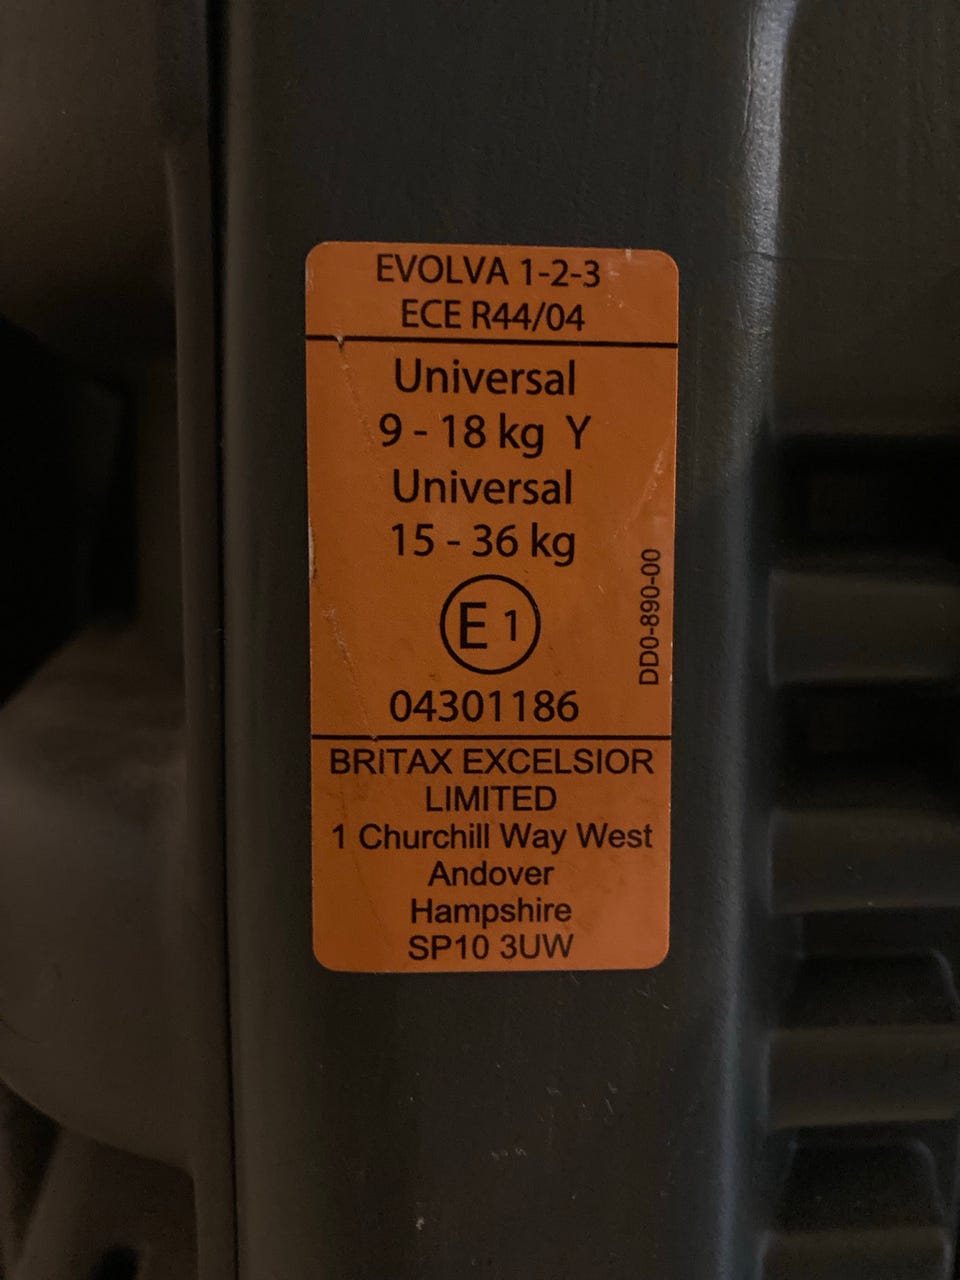 EVOLVA 1-2-3
ECE R44/04
Universal
9 - 18 kg Y
Universal
15 - 36 kg
E 1
04301186
DD0-890-00
BRITAX EXCELSIOR
LIMITED
1 Churchill Way West
Andover
Hampshire
SP10 3UW